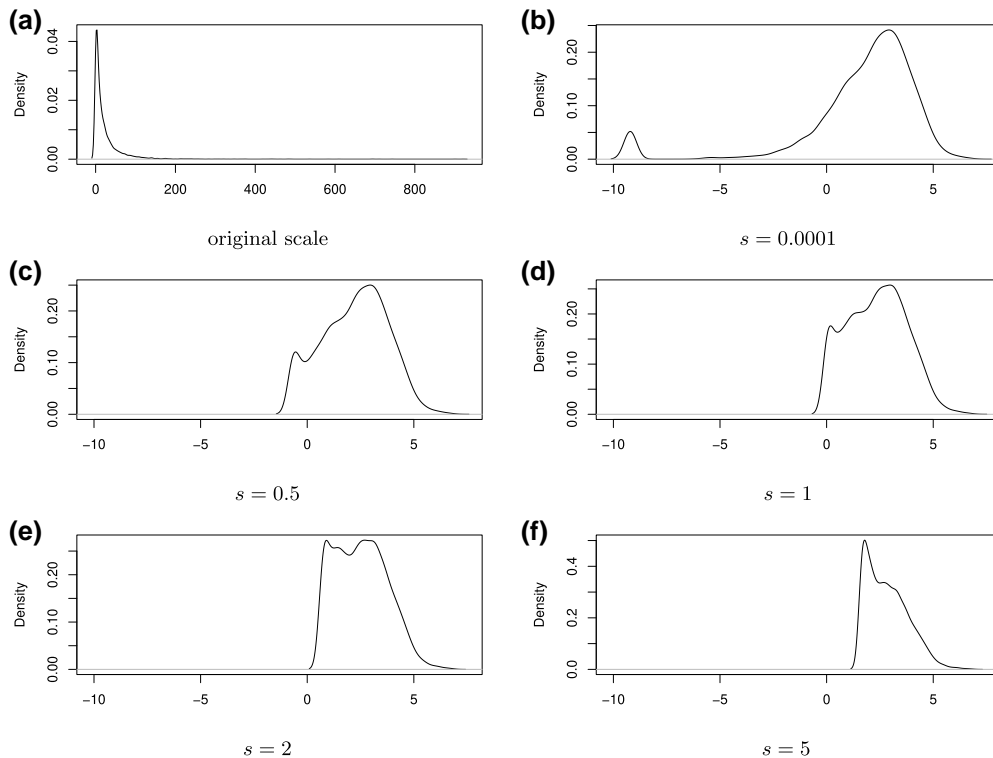 (a)
Density
0.00 0.02 0.04
0 200 400 600 800
original scale
(b)
Density
0.00 0.10 0.20
−10 −5 0 5
s = 0.0001
(c)
Density
0.00 0.10 0.20
−10 −5 0 5
s = 0.5
(d)
Density
0.00 0.10 0.20
−10 −5 0 5
s = 1
(e)
Density
0.00 0.10 0.20
−10 −5 0 5
s = 2
(f)
Density
0.0 0.2 0.4
−10 −5 0 5
s = 5